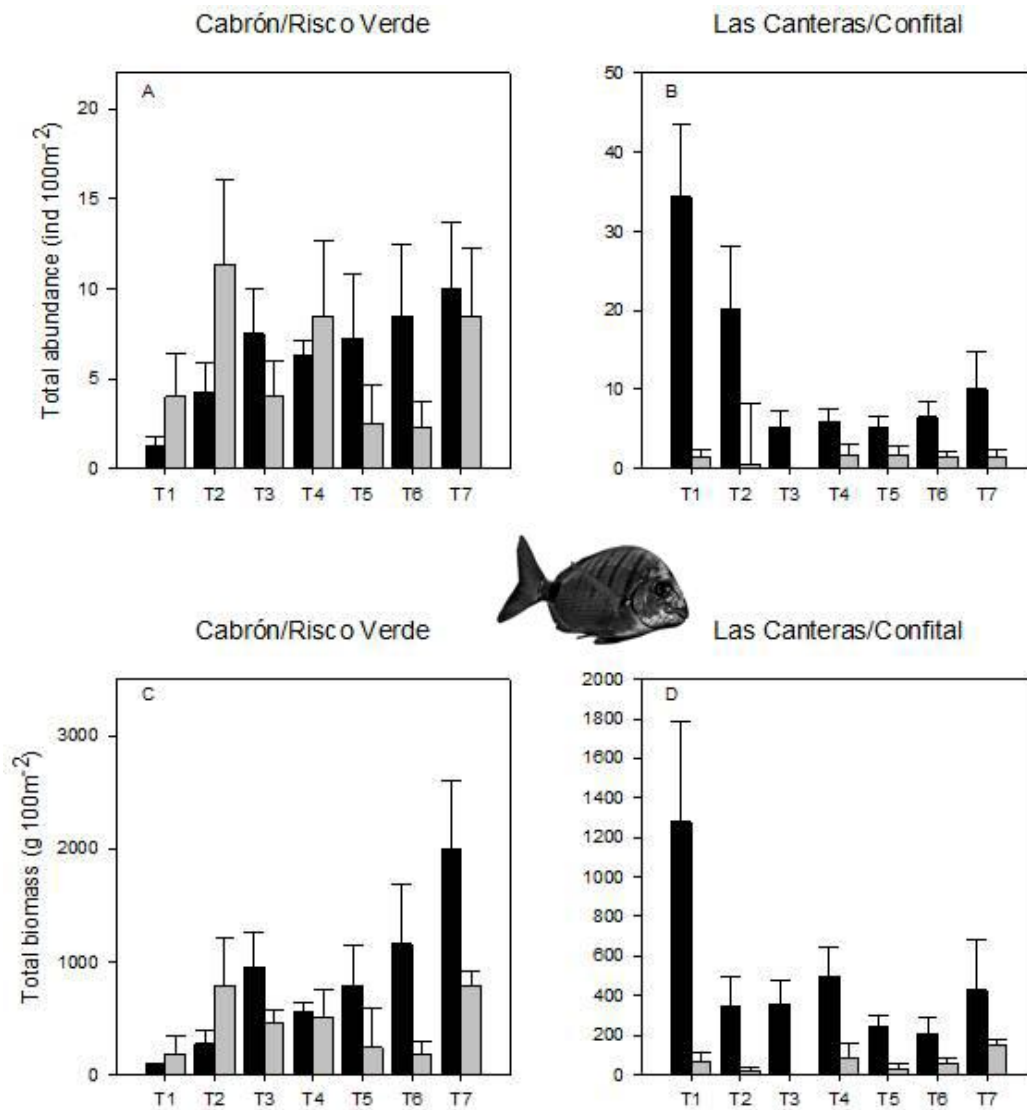 Cabrón/Risco Verde
Las Canteras/Confital
A
B
Total abundance (ind 100m⁻²)
20
15
10
5
0
50
40
30
20
10
0
T1 T2 T3 T4 T5 T6 T7
T1 T2 T3 T4 T5 T6 T7
Cabrón/Risco Verde
Las Canteras/Confital
C
D
Total biomass (g 100m⁻²)
3000
2000
1000
0
2000
1800
1600
1400
1200
1000
800
600
400
200
0
T1 T2 T3 T4 T5 T6 T7
T1 T2 T3 T4 T5 T6 T7